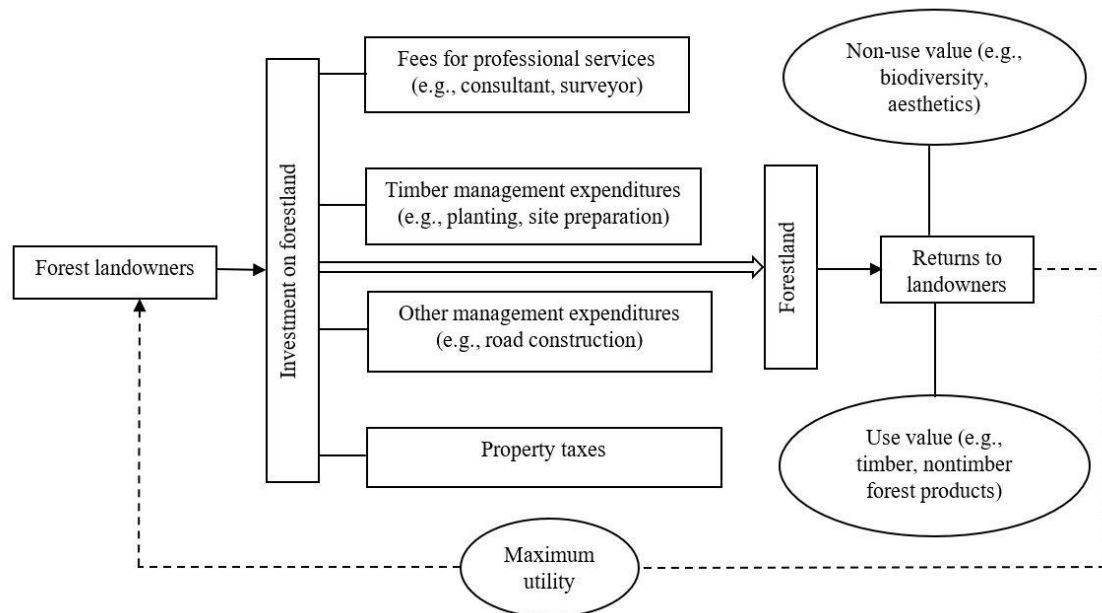 Forest landowners
Investment on forestland
Fees for professional services
(e.g., consultant, surveyor)
Timber management expenditures
(e.g., planting, site preparation)
Other management expenditures
(e.g., road construction)
Property taxes
Forestland
Non-use value (e.g.,
biodiversity,
aesthetics)
Returns to
landowners
Use value (e.g.,
timber, nontimber
forest products)
Maximum
utility